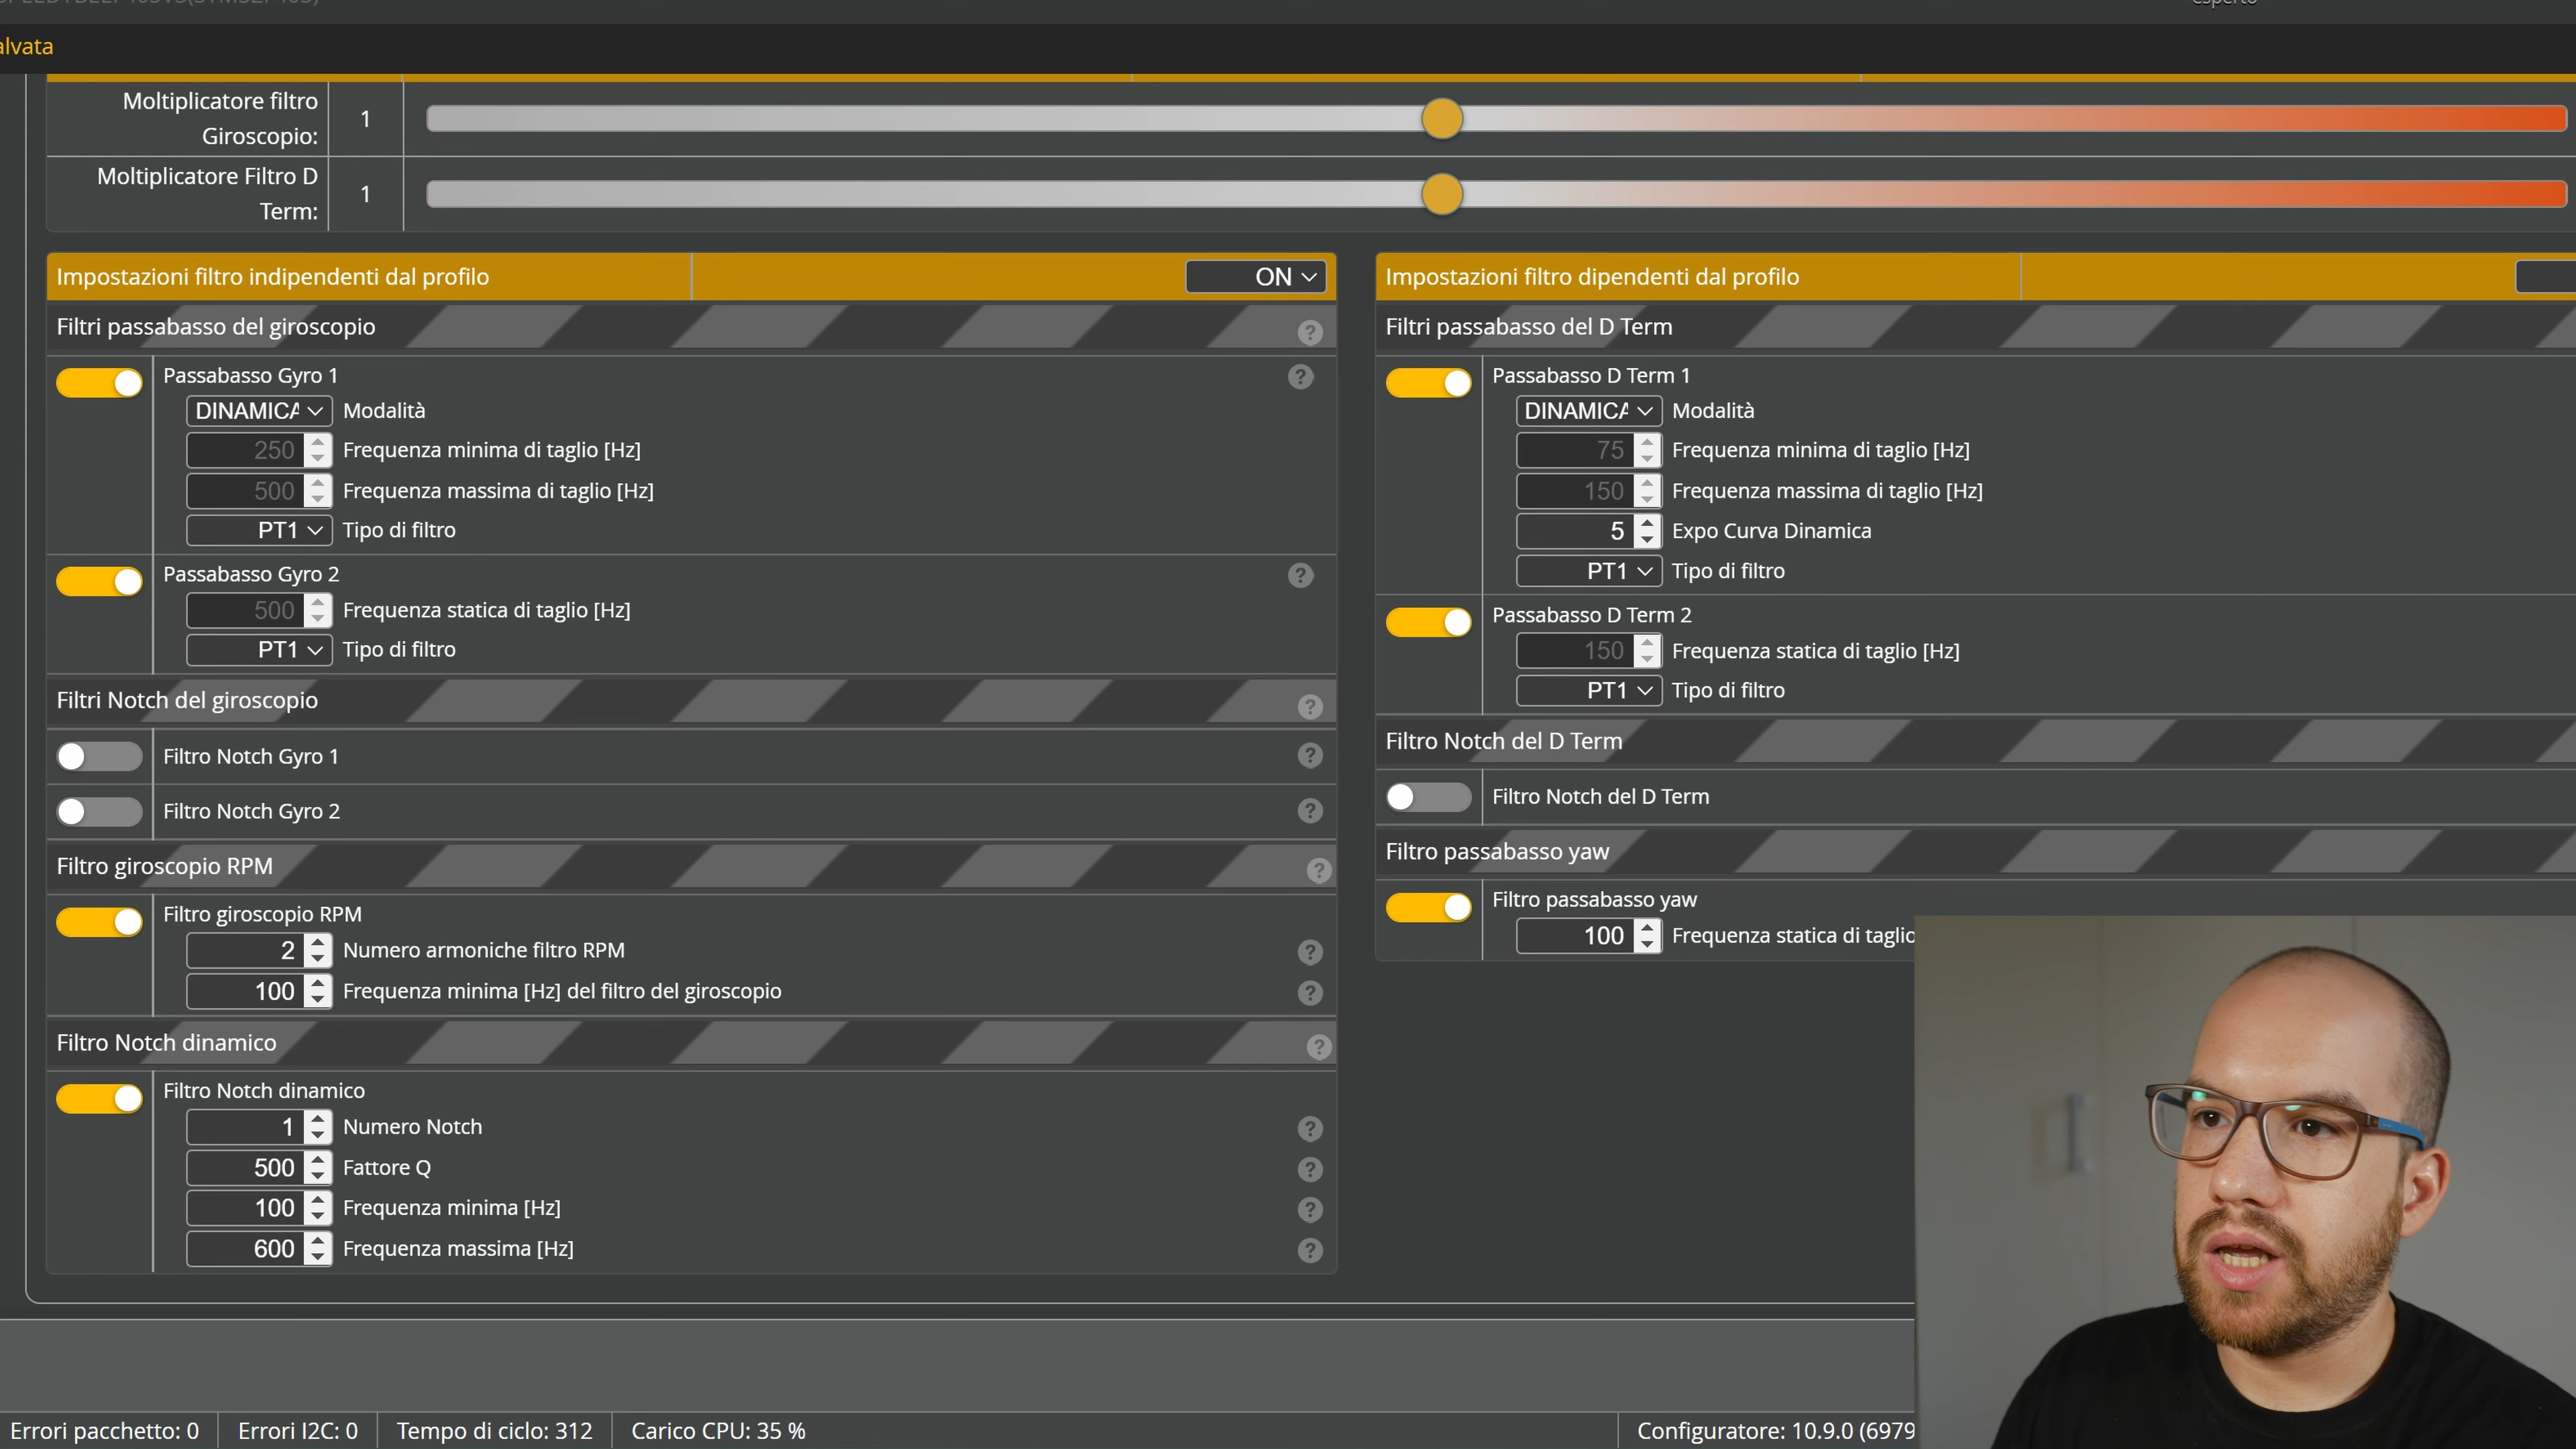 esperto
alvata
Moltiplicatore filtro
Giroscopio:
1
Moltiplicatore Filtro D
Term:
1
Impostazioni filtro indipendenti dal profilo
ON
Filtri passabasso del giroscopio
?
Passabasso Gyro 1
?
DINAMICA
Modalità
250
Frequenza minima di taglio [Hz]
500
Frequenza massima di taglio [Hz]
PT1
Tipo di filtro
Passabasso Gyro 2
?
500
Frequenza statica di taglio [Hz]
PT1
Tipo di filtro
Filtri Notch del giroscopio
?
Filtro Notch Gyro 1
?
Filtro Notch Gyro 2
?
Filtro giroscopio RPM
?
Filtro giroscopio RPM
2
Numero armoniche filtro RPM
?
100
Frequenza minima [Hz] del filtro del giroscopio
?
Filtro Notch dinamico
?
Filtro Notch dinamico
1
Numero Notch
?
500
Fattore Q
?
100
Frequenza minima [Hz]
?
600
Frequenza massima [Hz]
?
Impostazioni filtro dipendenti dal profilo
Filtri passabasso del D Term
Passabasso D Term 1
DINAMICA
Modalità
75
Frequenza minima di taglio [Hz]
150
Frequenza massima di taglio [Hz]
5
Expo Curva Dinamica
PT1
Tipo di filtro
Passabasso D Term 2
150
Frequenza statica di taglio [Hz]
PT1
Tipo di filtro
Filtro Notch del D Term
Filtro Notch del D Term
Filtro passabasso yaw
Filtro passabasso yaw
100
Frequenza statica di taglio
Errori pacchetto: 0
Errori I2C: 0
Tempo di ciclo: 312
Carico CPU: 35 %
Configuratore: 10.9.0 (6979